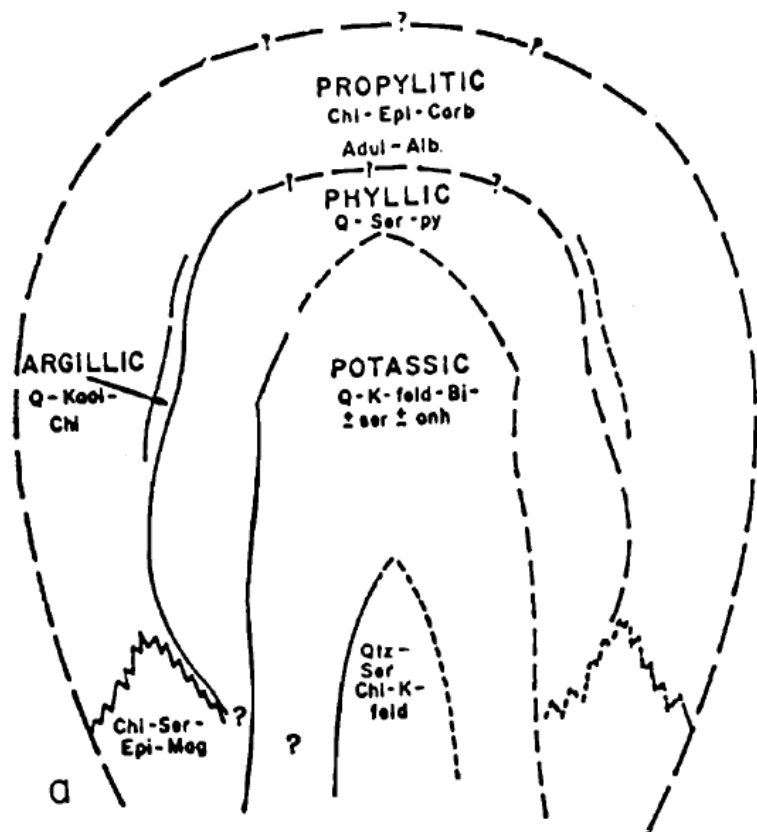 ?
?
?
PROPYLITIC
Chl-Epi-Carb
Adul-Alb.
?
?
?
PHYLLIC
Q-Ser-py
ARGILLIC
Q-Kaol-
Chl
POTASSIC
Q-K-feld-Bi-
± ser ± anh
Qtz-
Ser
Chl-K-
feld
Chl-Ser-
Epi-Mag
?
?
a